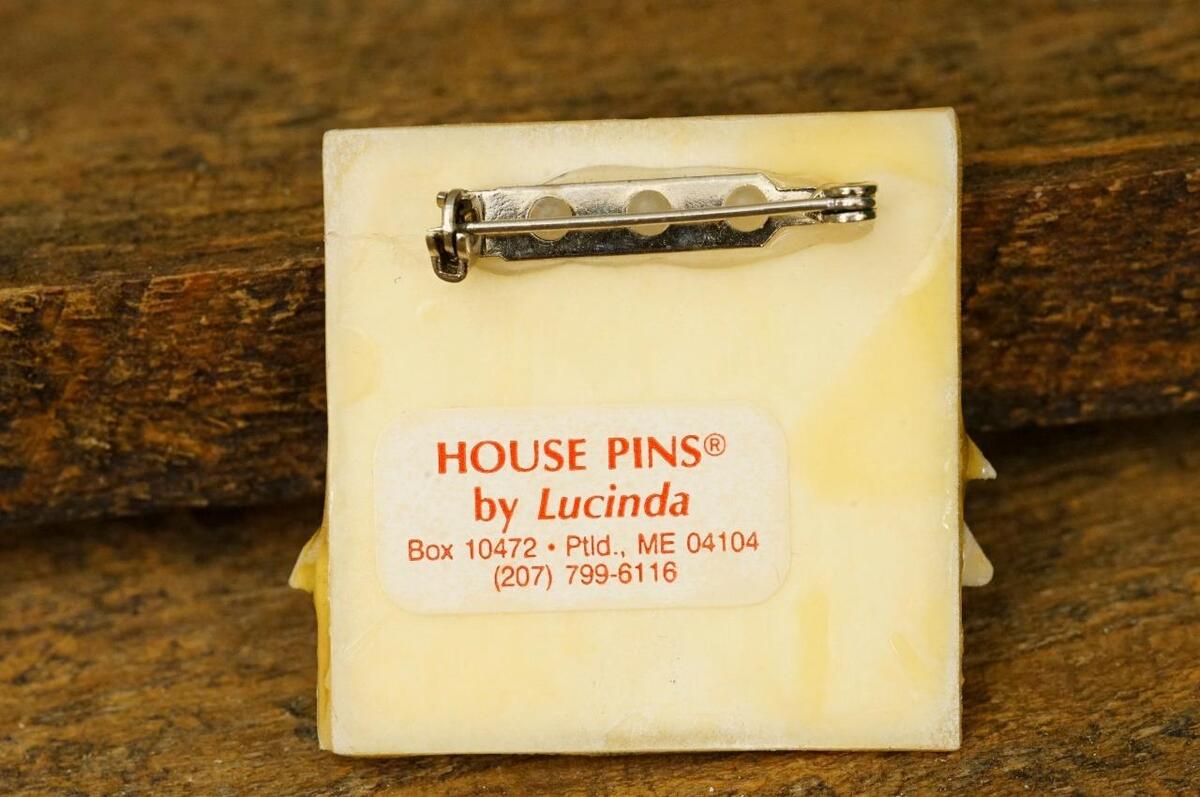 HOUSE PINS®
by Lucinda
Box 10472 • Ptld., ME 04104
(207) 799-6116